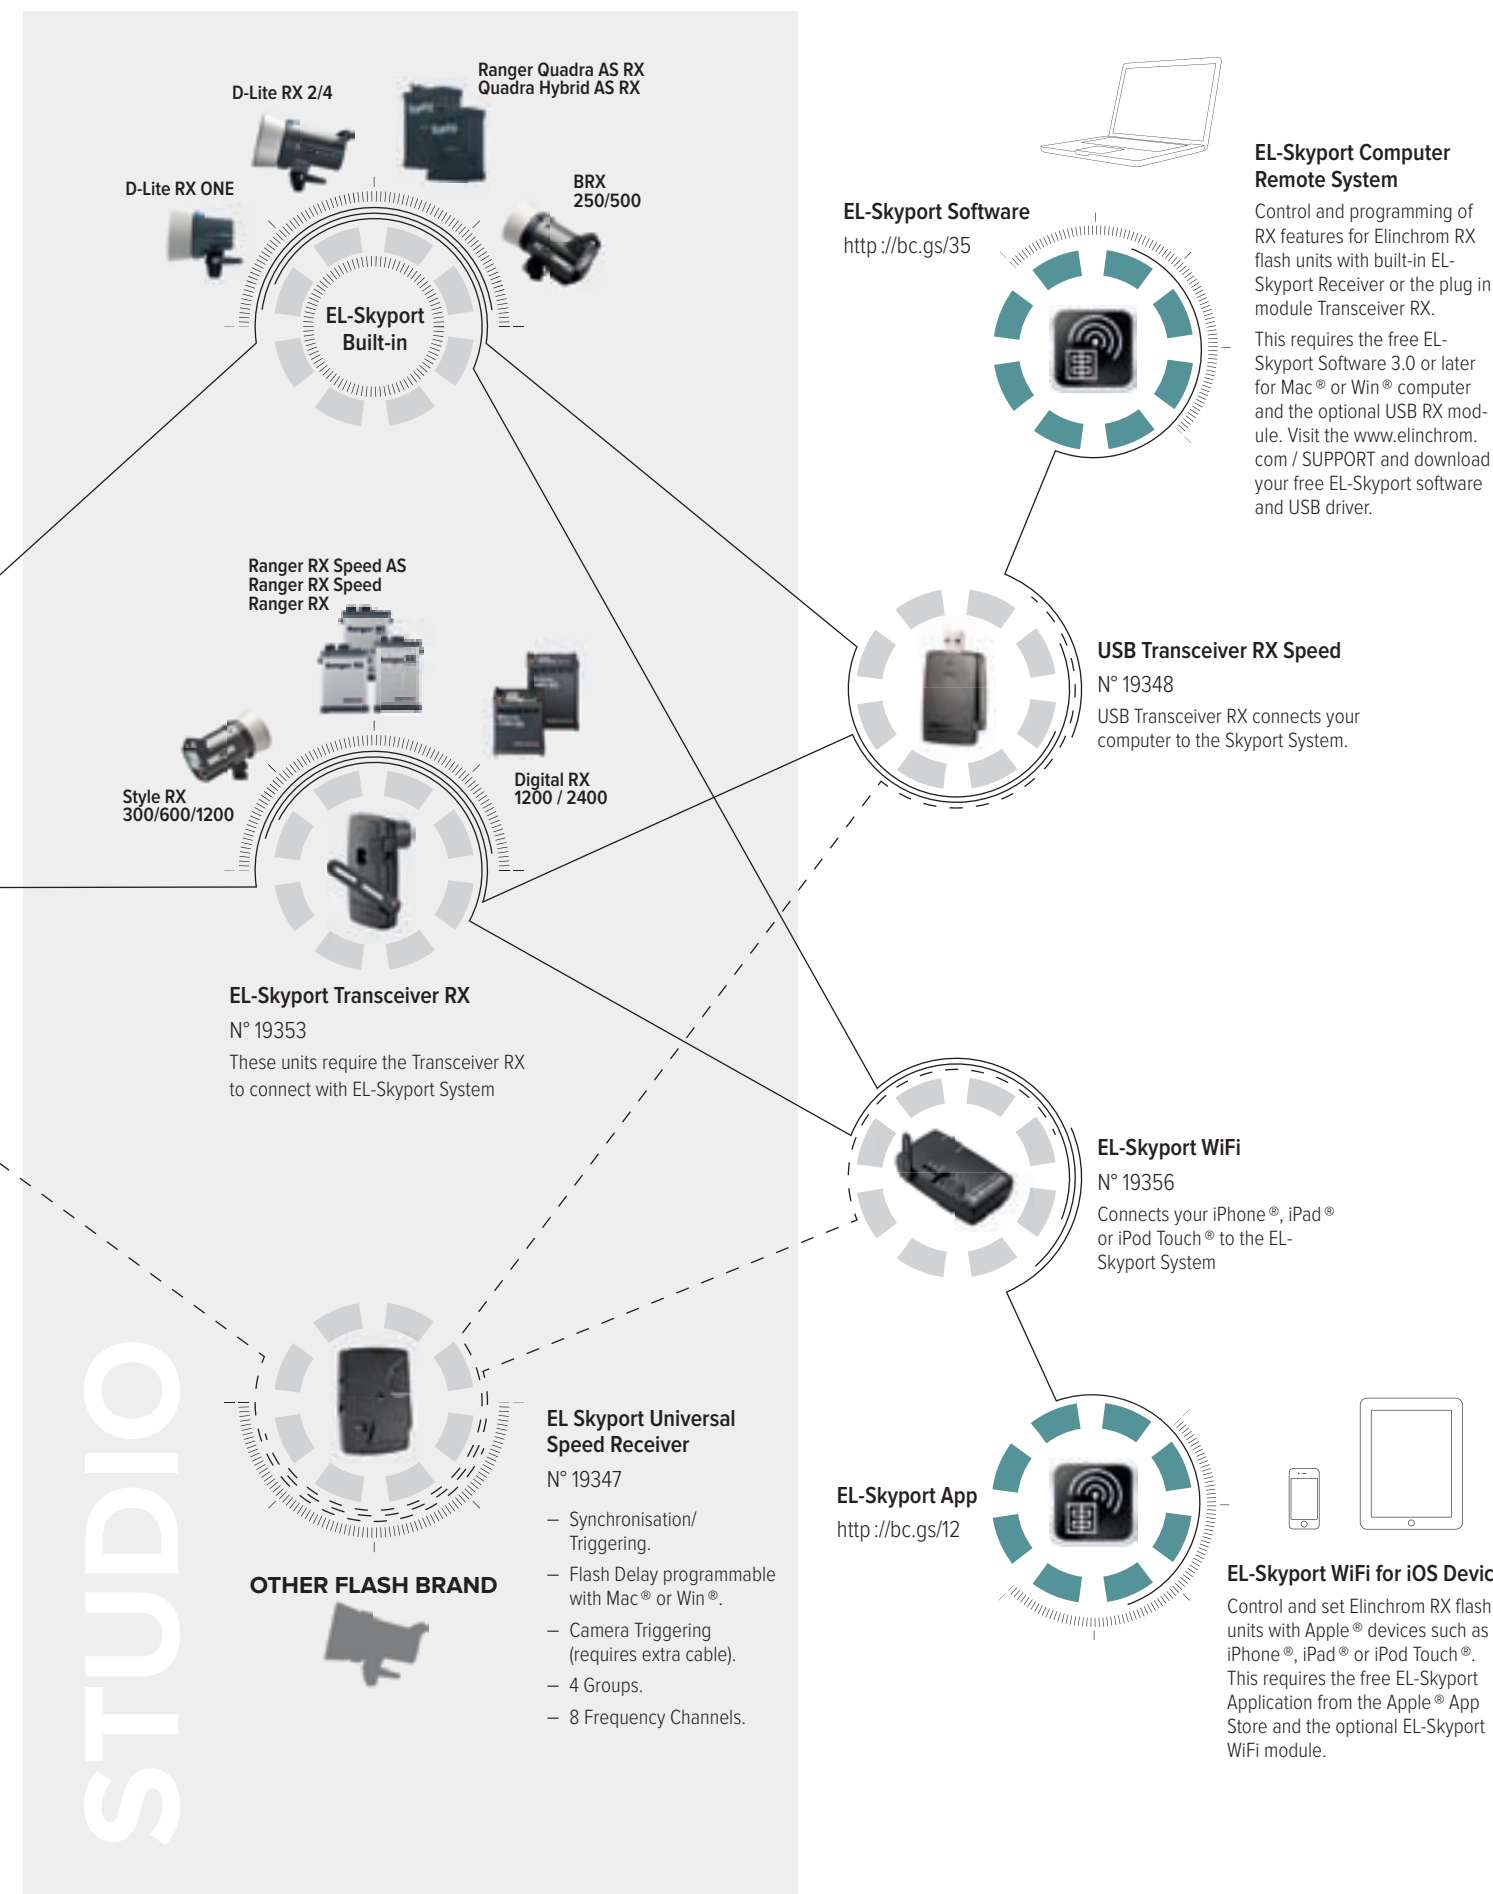 Ranger Quadra AS RX
Quadra Hybrid AS RX
D-Lite RX 2/4
D-Lite RX ONE
BRX
250/500
EL-Skyport
Built-in
EL-Skyport Software
http ://bc.gs/35
EL-Skyport Computer
Remote System
Control and programming of
RX features for Elinchrom RX
flash units with built-in EL-
Skyport Receiver or the plug in
module Transceiver RX.
This requires the free EL-
Skyport Software 3.0 or later
for Mac ® or Win ® computer
and the optional USB RX mod-
ule. Visit the www.elinchrom.
com / SUPPORT and download
your free EL-Skyport software
and USB driver.
Ranger RX Speed AS
Ranger RX Speed
Ranger RX
Style RX
300/600/1200
Digital RX
1200 / 2400
EL-Skyport Transceiver RX
N° 19353
These units require the Transceiver RX
to connect with EL-Skyport System
USB Transceiver RX Speed
N° 19348
USB Transceiver RX connects your
computer to the Skyport System.
EL-Skyport WiFi
N° 19356
Connects your iPhone ®, iPad ®
or iPod Touch ® to the EL-
Skyport System
STUDIO
EL Skyport Universal
Speed Receiver
N° 19347
– Synchronisation/
Triggering.
– Flash Delay programmable
with Mac ® or Win ®.
– Camera Triggering
(requires extra cable).
– 4 Groups.
– 8 Frequency Channels.
OTHER FLASH BRAND
EL-Skyport App
http ://bc.gs/12
EL-Skyport WiFi for iOS Devic
Control and set Elinchrom RX flash
units with Apple ® devices such as
iPhone ®, iPad ® or iPod Touch ®.
This requires the free EL-Skyport
Application from the Apple ® App
Store and the optional EL-Skyport
WiFi module.